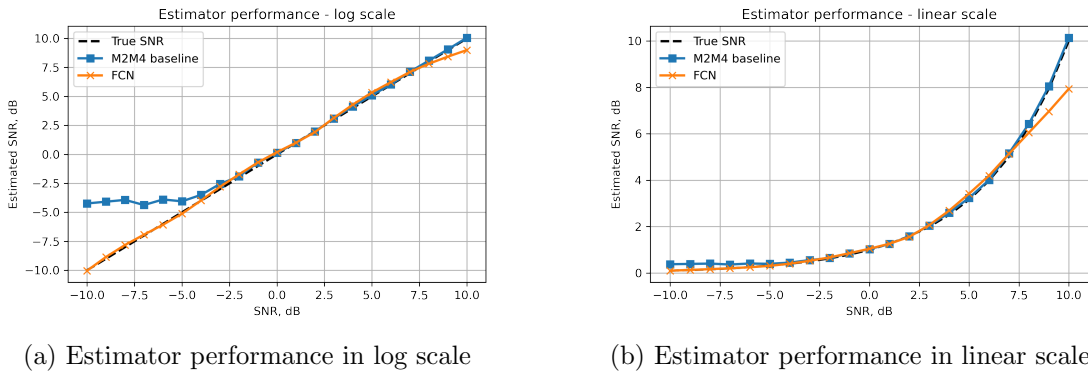 Estimator performance - log scale
10.0
7.5
5.0
2.5
0.0
−2.5
−5.0
−7.5
−10.0
Estimated SNR, dB
True SNR
M2M4 baseline
FCN
−10.0 −7.5 −5.0 −2.5 0.0 2.5 5.0 7.5 10.0
SNR, dB
(a) Estimator performance in log scale
Estimator performance - linear scale
10
8
6
4
2
0
Estimated SNR, dB
True SNR
M2M4 baseline
FCN
−10.0 −7.5 −5.0 −2.5 0.0 2.5 5.0 7.5 10.0
SNR, dB
(b) Estimator performance in linear scale